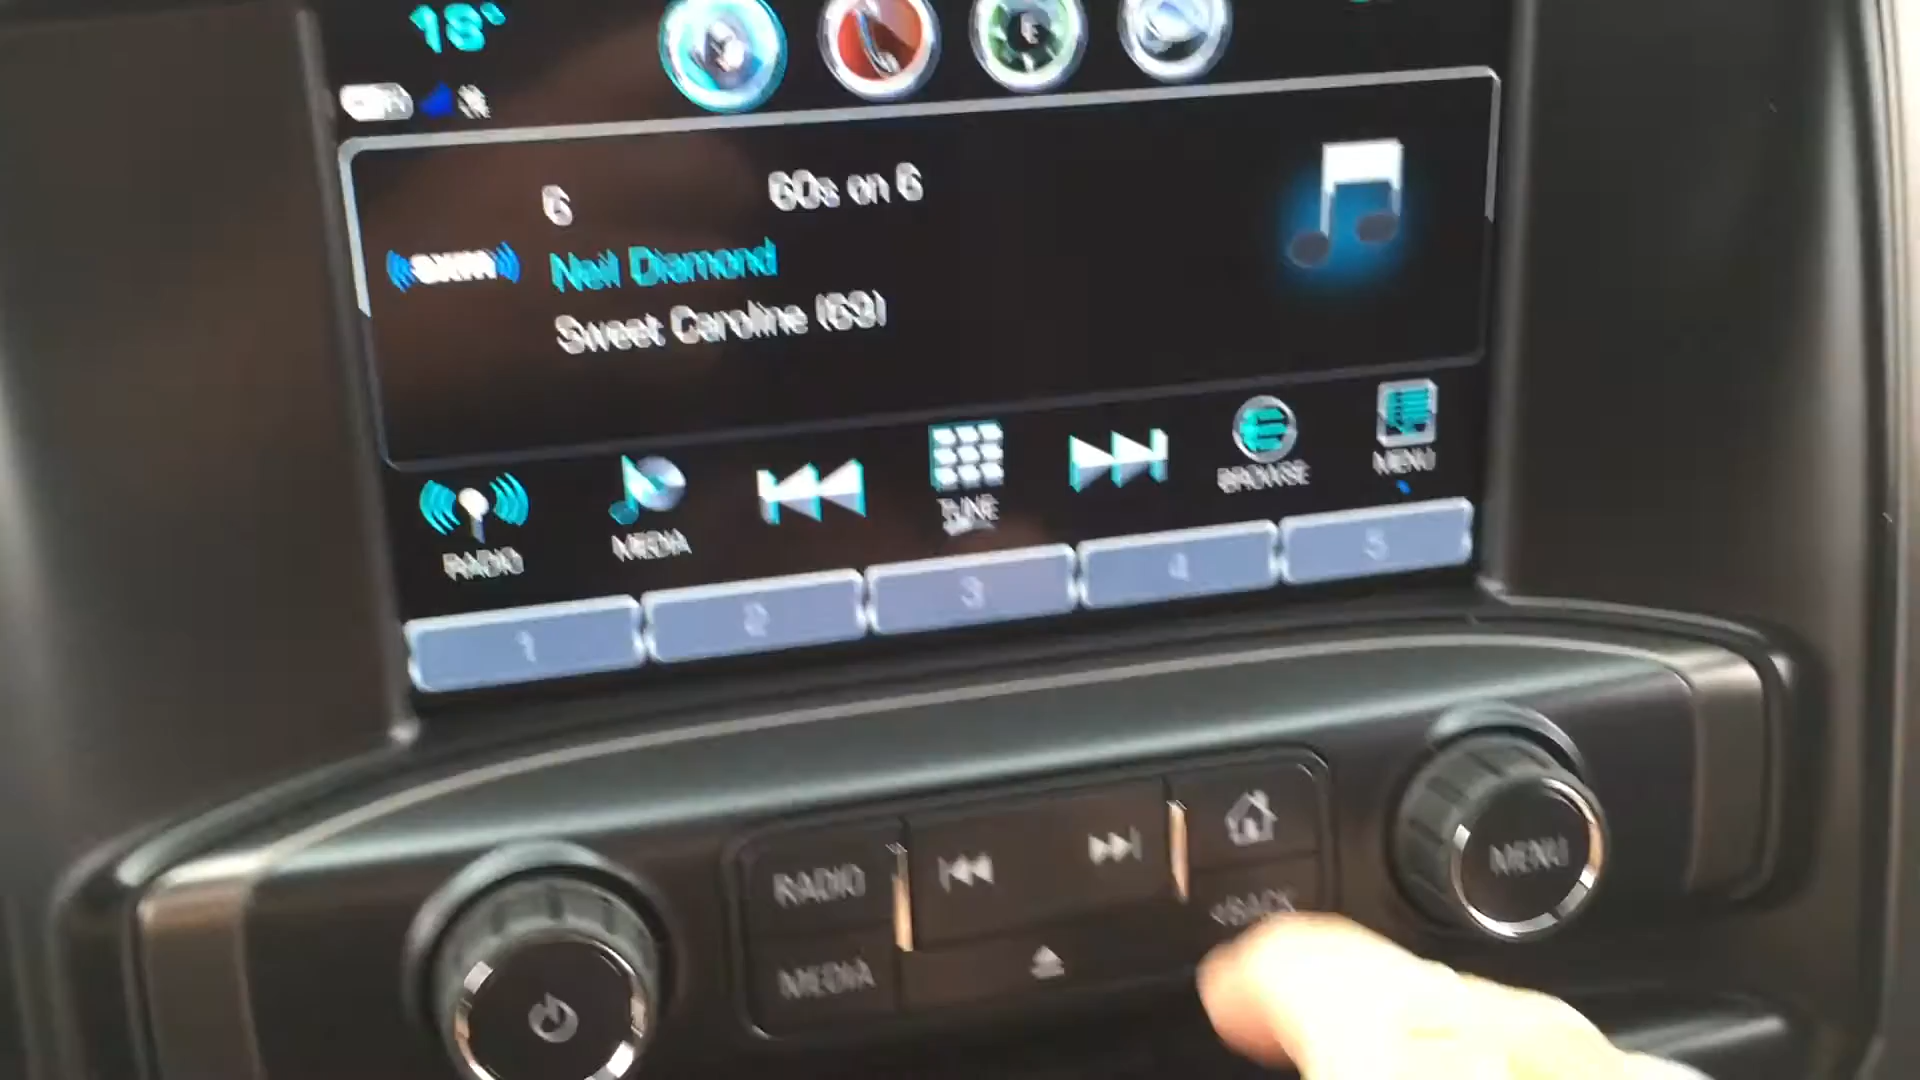 18°
6 60s on 6
((SXM))
Neil Diamond
Sweet Caroline (69)
RADIO MEDIA TUNE BROWSE MENU
1 2 3 4 5
RADIO
MEDIA
<BACK
MENU